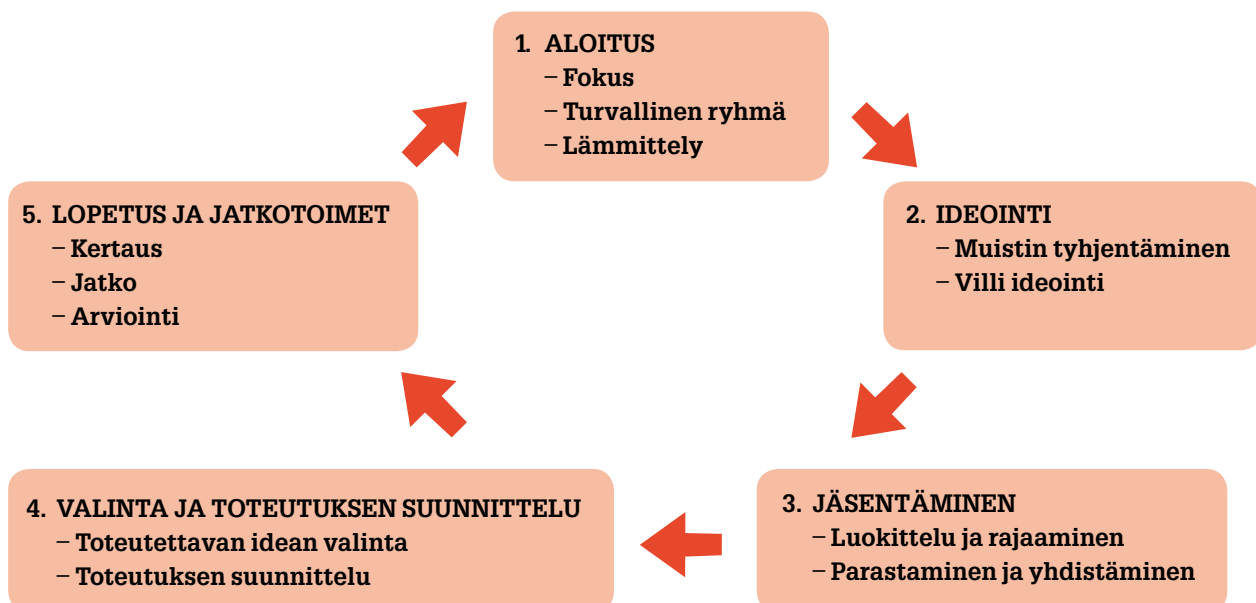 1. ALOITUS
– Fokus
– Turvallinen ryhmä
– Lämmittely
2. IDEOINTI
– Muistin tyhjentäminen
– Villi ideointi
3. JÄSENTÄMINEN
– Luokittelu ja rajaaminen
– Parastaminen ja yhdistäminen
4. VALINTA JA TOTEUTUKSEN SUUNNITTELU
– Toteutettavan idean valinta
– Toteutuksen suunnittelu
5. LOPETUS JA JATKOTOIMET
– Kertaus
– Jatko
– Arviointi